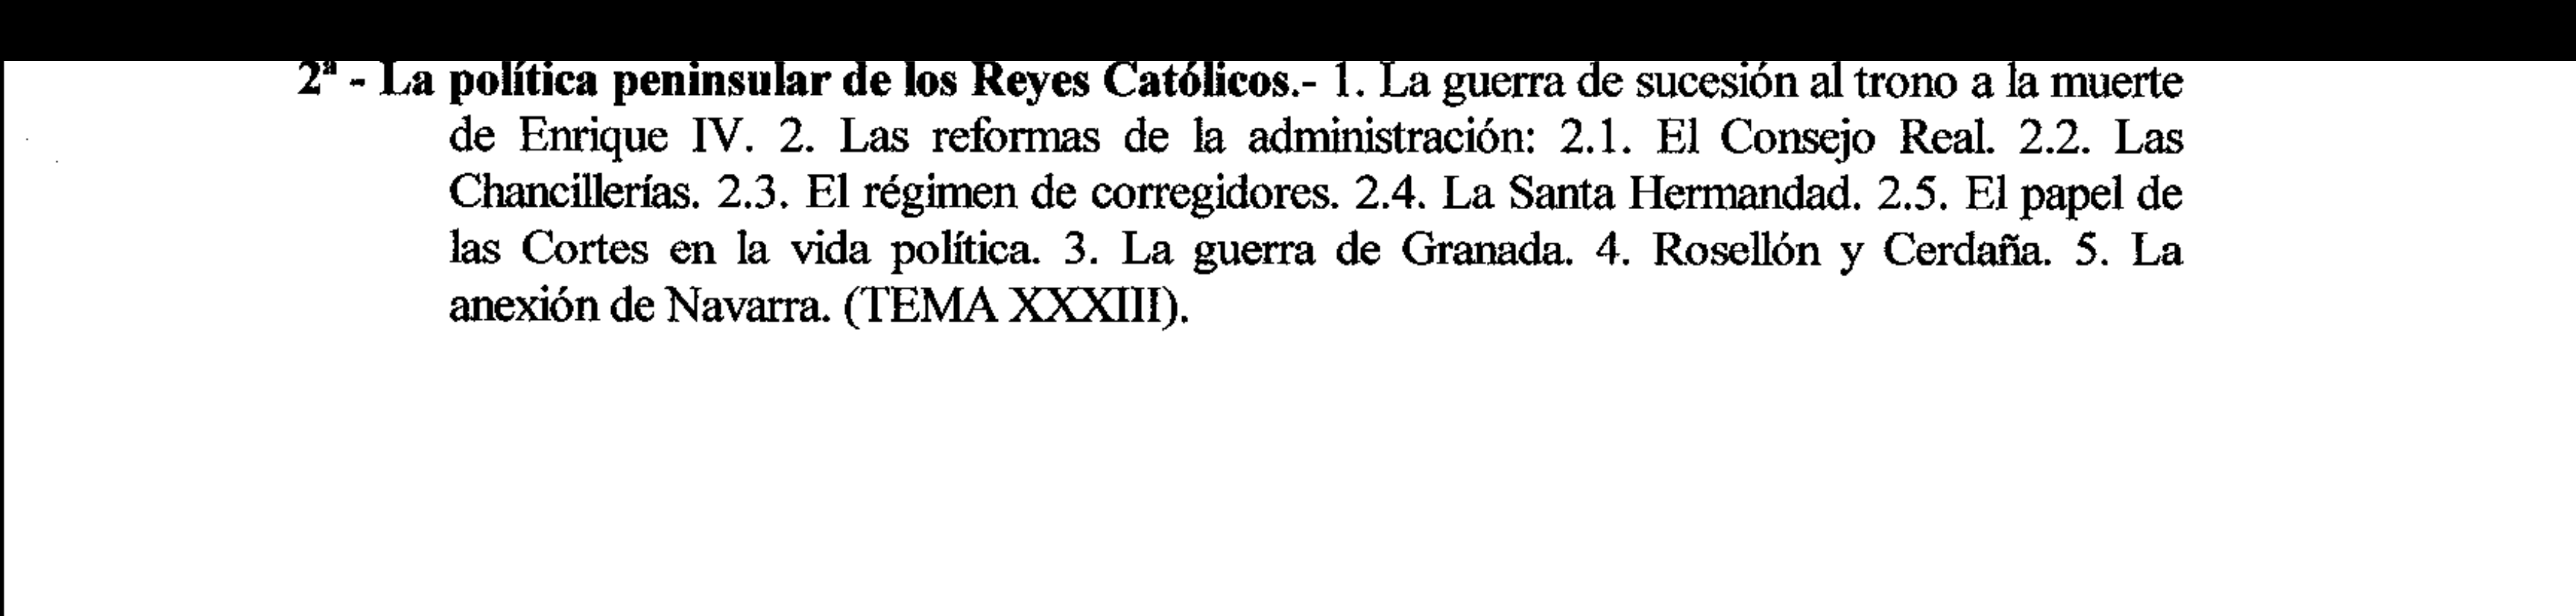 2ª - La política peninsular de los Reyes Católicos.- 1. La guerra de sucesión al trono a la muerte
de Enrique IV. 2. Las reformas de la administración: 2.1. El Consejo Real. 2.2. Las
Chancillerías. 2.3. El régimen de corregidores. 2.4. La Santa Hermandad. 2.5. El papel de
las Cortes en la vida política. 3. La guerra de Granada. 4. Rosellón y Cerdaña. 5. La
anexión de Navarra. (TEMA XXXIII).